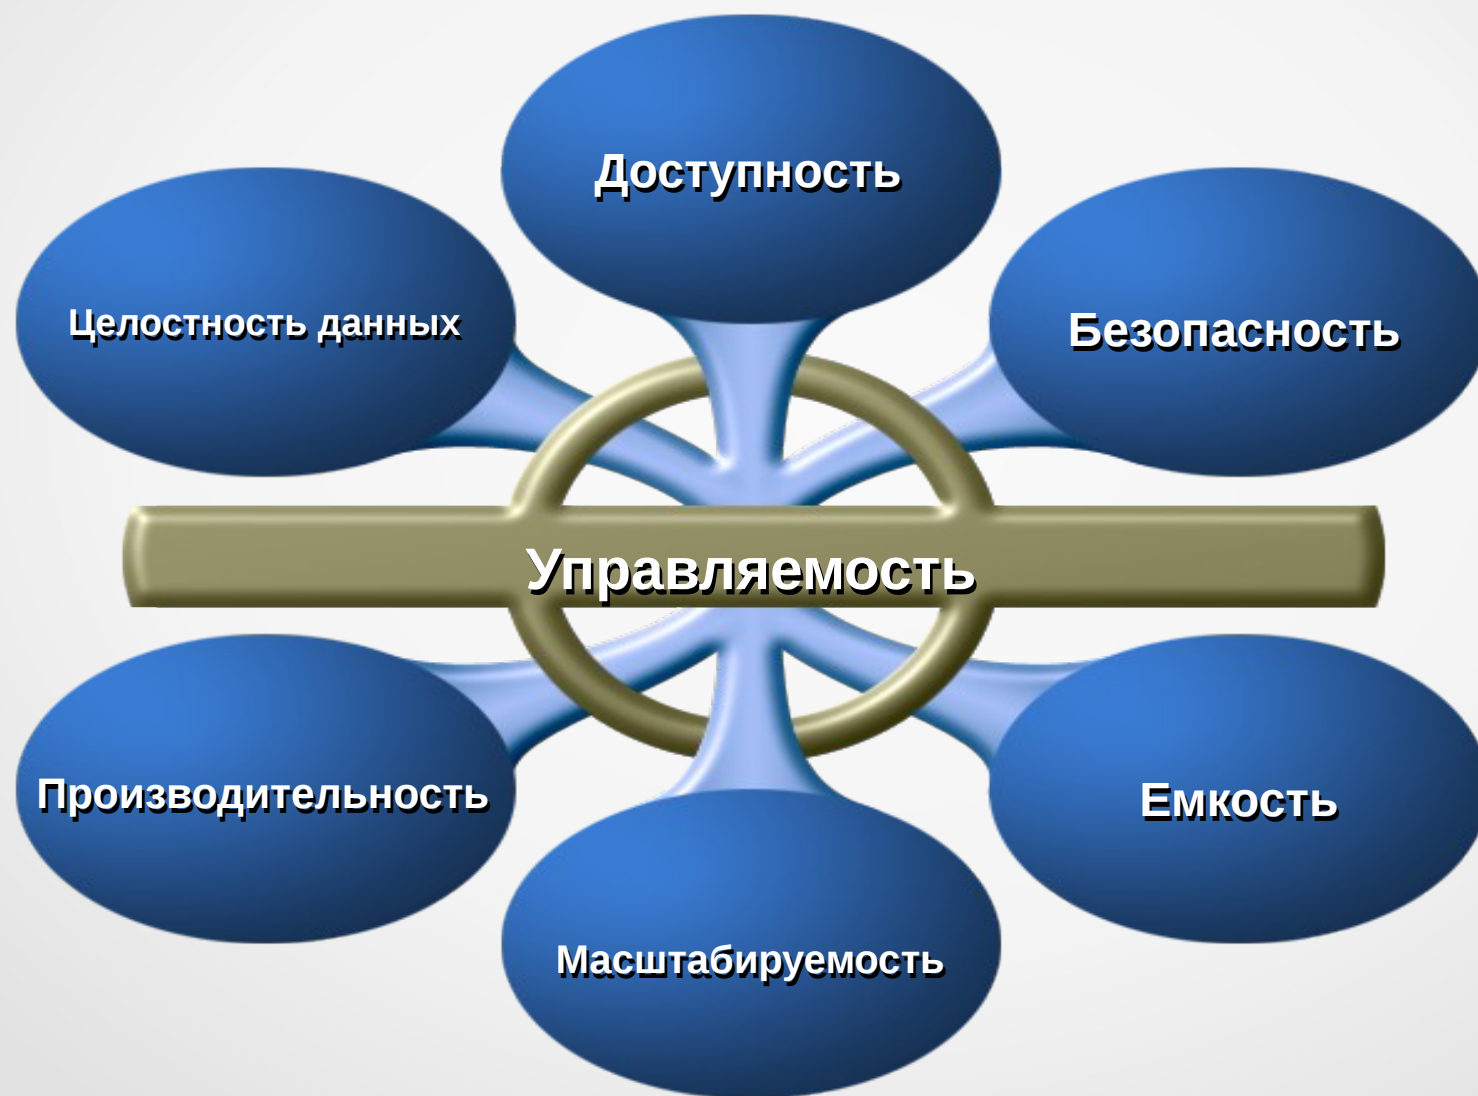 Доступность
Целостность данных
Безопасность
Управляемость
Производительность
Емкость
Масштабируемость